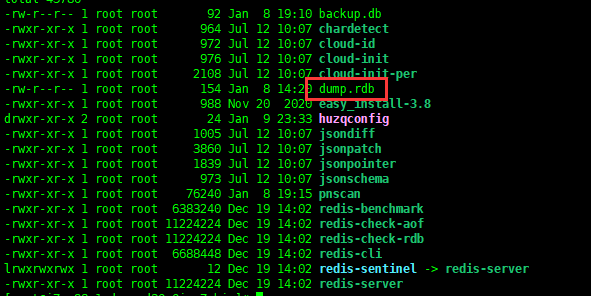 -rw-r--r-- 1 root root 92 Jan 8 19:10 backup.db
-rwxr-xr-x 1 root root 964 Jul 12 10:07 chardetect
-rwxr-xr-x 1 root root 972 Jul 12 10:07 cloud-id
-rwxr-xr-x 1 root root 976 Jul 12 10:07 cloud-init
-rwxr-xr-x 1 root root 2108 Jul 12 10:07 cloud-init-per
-rw-r--r-- 1 root root 154 Jan 8 14:20 dump.rdb
-rwxr-xr-x 1 root root 988 Nov 20 2020 easy_install-3.8
drwxr-xr-x 2 root root 24 Jan 9 23:33 huzqconfig
-rwxr-xr-x 1 root root 1005 Jul 12 10:07 jsondiff
-rwxr-xr-x 1 root root 3860 Jul 12 10:07 jsonpatch
-rwxr-xr-x 1 root root 1839 Jul 12 10:07 jsonpointer
-rwxr-xr-x 1 root root 973 Jul 12 10:07 jsonschema
-rwxr-xr-x 1 root root 76240 Jan 8 19:15 pnscan
-rwxr-xr-x 1 root root 6383240 Dec 19 14:02 redis-benchmark
-rwxr-xr-x 1 root root 11224224 Dec 19 14:02 redis-check-aof
-rwxr-xr-x 1 root root 11224224 Dec 19 14:02 redis-check-rdb
-rwxr-xr-x 1 root root 6688448 Dec 19 14:02 redis-cli
lrwxrwxrwx 1 root root 12 Dec 19 14:02 redis-sentinel -> redis-server
-rwxr-xr-x 1 root root 11224224 Dec 19 14:02 redis-server